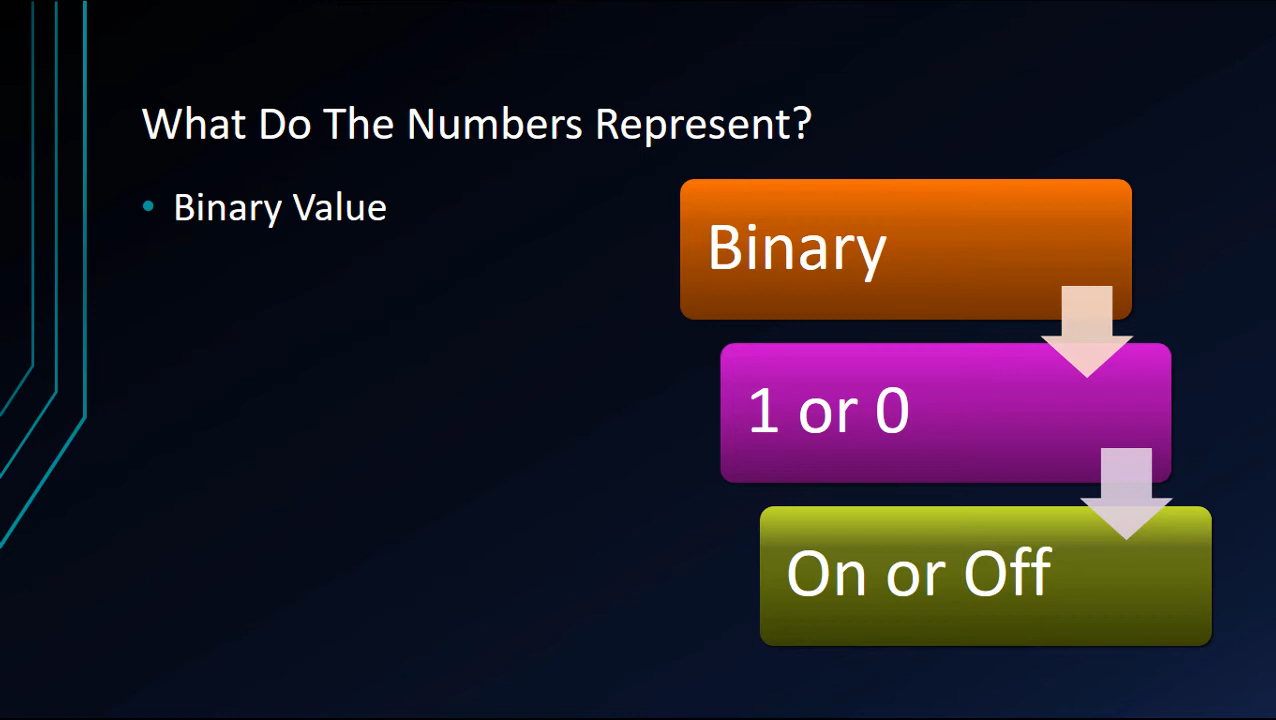 What Do The Numbers Represent?
• Binary Value
Binary
1 or 0
On or Off